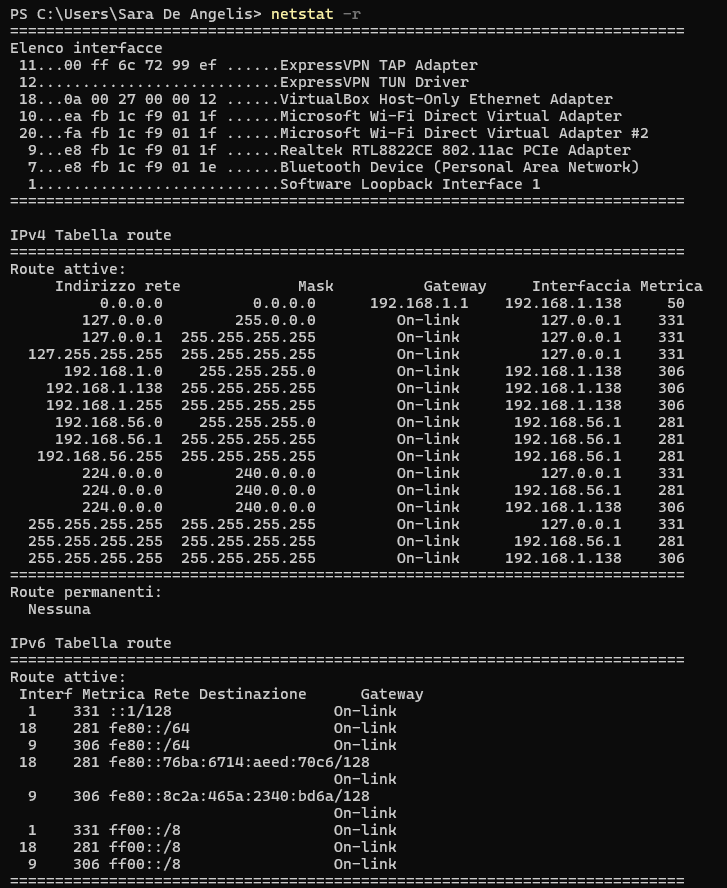 PS C:\Users\Sara De Angelis> netstat -r
===========================================================================
Elenco interfacce
 11...00 ff 6c 72 99 ef ......ExpressVPN TAP Adapter
 12...........................ExpressVPN TUN Driver
 18...0a 00 27 00 00 12 ......VirtualBox Host-Only Ethernet Adapter
 10...ea fb 1c f9 01 1f ......Microsoft Wi-Fi Direct Virtual Adapter
 20...fa fb 1c f9 01 1f ......Microsoft Wi-Fi Direct Virtual Adapter #2
  9...e8 fb 1c f9 01 1f ......Realtek RTL8822CE 802.11ac PCIe Adapter
  7...e8 fb 1c f9 01 1e ......Bluetooth Device (Personal Area Network)
  1...........................Software Loopback Interface 1
===========================================================================

IPv4 Tabella route
===========================================================================
Route attive:
     Indirizzo rete             Mask          Gateway     Interfaccia Metrica
          0.0.0.0          0.0.0.0      192.168.1.1    192.168.1.138     50
        127.0.0.0        255.0.0.0         On-link         127.0.0.1    331
        127.0.0.1  255.255.255.255         On-link         127.0.0.1    331
  127.255.255.255  255.255.255.255         On-link         127.0.0.1    331
      192.168.1.0    255.255.255.0         On-link     192.168.1.138    306
    192.168.1.138  255.255.255.255         On-link     192.168.1.138    306
    192.168.1.255  255.255.255.255         On-link     192.168.1.138    306
     192.168.56.0    255.255.255.0         On-link      192.168.56.1    281
     192.168.56.1  255.255.255.255         On-link      192.168.56.1    281
   192.168.56.255  255.255.255.255         On-link      192.168.56.1    281
        224.0.0.0        240.0.0.0         On-link         127.0.0.1    331
        224.0.0.0        240.0.0.0         On-link      192.168.56.1    281
        224.0.0.0        240.0.0.0         On-link     192.168.1.138    306
  255.255.255.255  255.255.255.255         On-link         127.0.0.1    331
  255.255.255.255  255.255.255.255         On-link      192.168.56.1    281
  255.255.255.255  255.255.255.255         On-link     192.168.1.138    306
===========================================================================
Route permanenti:
  Nessuna

IPv6 Tabella route
===========================================================================
Route attive:
 Interf Metrica Rete Destinazione      Gateway
  1    331 ::1/128                  On-link
 18    281 fe80::/64                On-link
  9    306 fe80::/64                On-link
 18    281 fe80::76ba:6714:aeed:70c6/128
                                    On-link
  9    306 fe80::8c2a:465a:2340:bd6a/128
                                    On-link
  1    331 ff00::/8                 On-link
 18    281 ff00::/8                 On-link
  9    306 ff00::/8                 On-link
===========================================================================